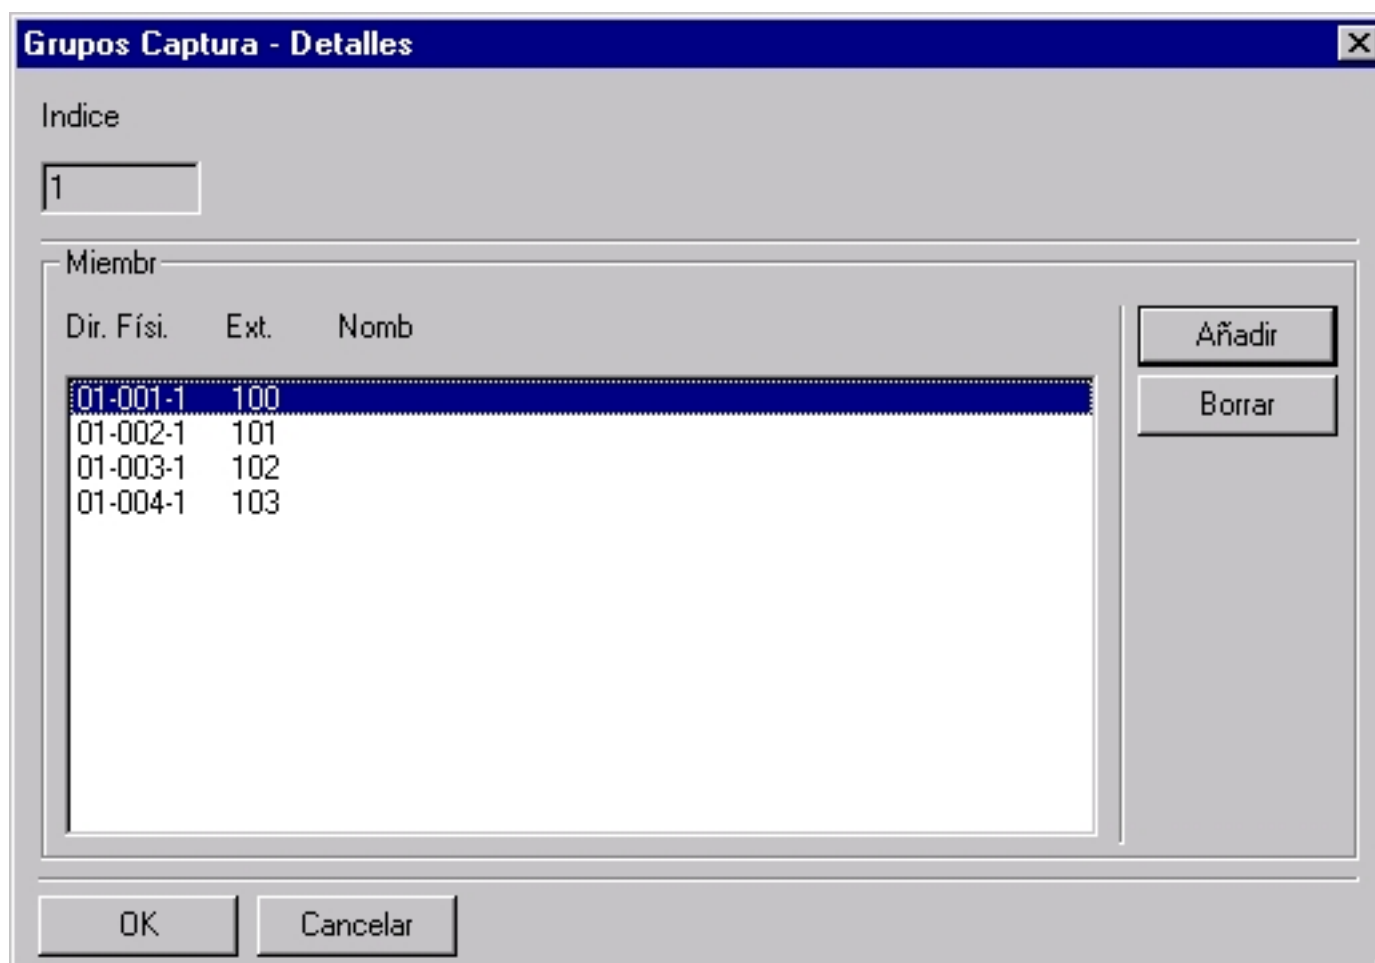 Grupos Captura - Detalles
Indice
1
Miembr
Dir. Físi. Ext. Nomb
01-001-1 100
01-002-1 101
01-003-1 102
01-004-1 103
Añadir
Borrar
OK Cancelar